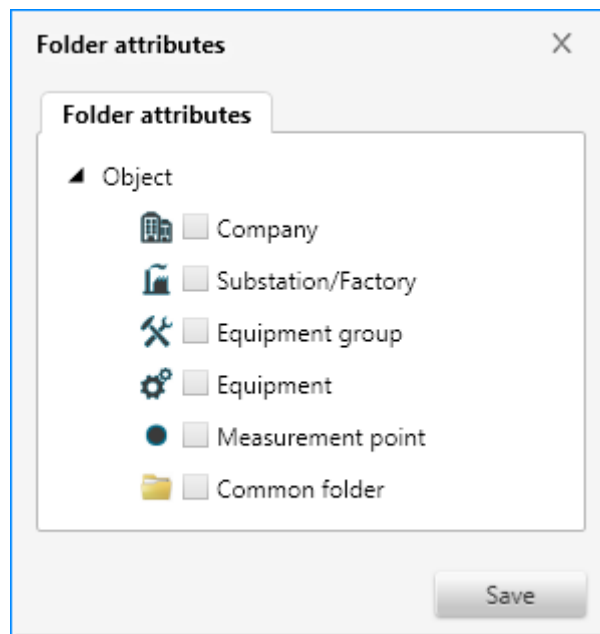 Folder attributes
Folder attributes
Object
Company
Substation/Factory
Equipment group
Equipment
Measurement point
Common folder
Save